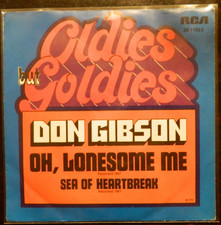 RCA
Oldies
but
Goldies
DON GIBSON
OH, LONESOME ME
SEA OF HEARTBREAK